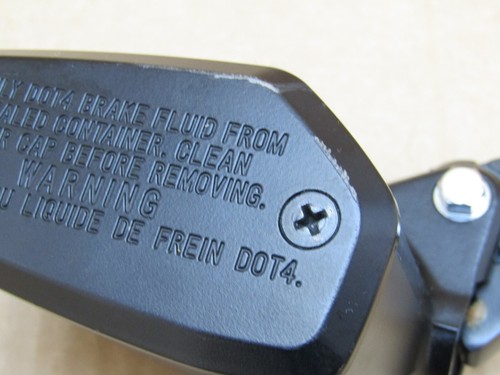 DOT4 BRAKE FLUID FROM
CONTAINER. CLEAN
CAP BEFORE REMOVING.
WARNING
LIQUIDE DE FREIN DOT4.